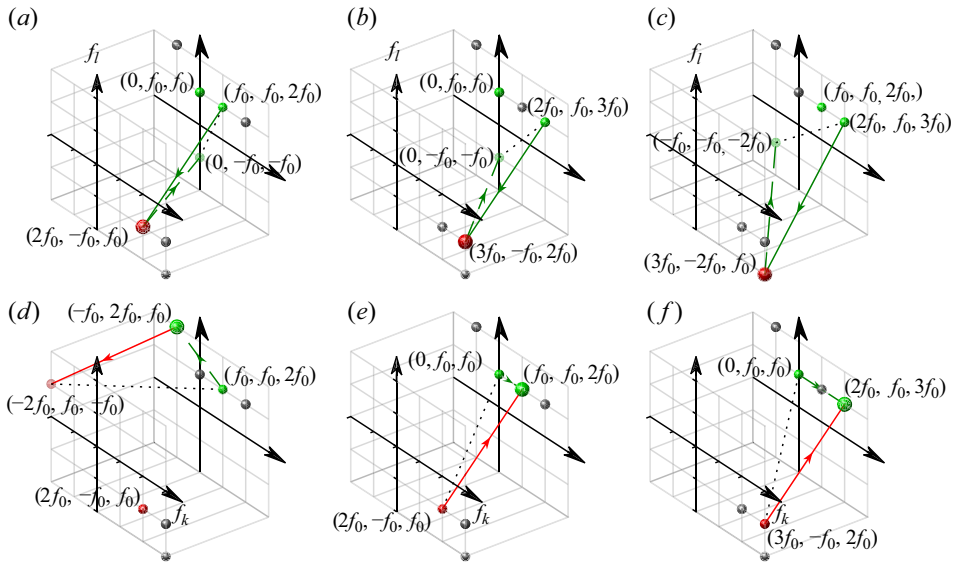 (a)
f_l
(0, f_0, f_0)
(f_0, f_0, 2f_0)
(0, −f_0, −f_0)
(2f_0, −f_0, f_0)
(b)
f_l
(0, f_0, f_0)
(2f_0, f_0, 3f_0)
(0, −f_0, −f_0)
(3f_0, −f_0, 2f_0)
(c)
f_l
(f_0, f_0, 2f_0)
(2f_0, f_0, 3f_0)
(−f_0, −f_0, −2f_0)
(3f_0, −2f_0, f_0)
(d)
(−f_0, 2f_0, f_0)
(f_0, f_0, 2f_0)
(−2f_0, f_0, −f_0)
(2f_0, −f_0, f_0)
f_k
(e)
(0, f_0, f_0)
(f_0, f_0, 2f_0)
(2f_0, −f_0, f_0)
f_k
(f)
(0, f_0, f_0)
(2f_0, f_0, 3f_0)
f_k
(3f_0, −f_0, 2f_0)